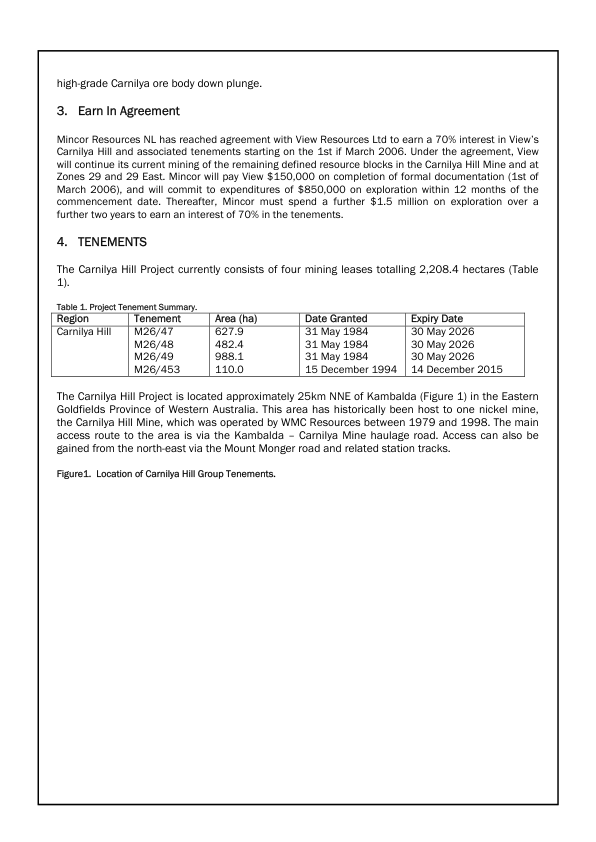 high-grade Carnilya ore body down plunge.
3. Earn In Agreement
Mincor Resources NL has reached agreement with View Resources Ltd to earn a 70% interest in View's
Carnilya Hill and associated tenements starting on the 1st if March 2006. Under the agreement, View
will continue its current mining of the remaining defined resource blocks in the Carnilya Hill Mine and at
Zones 29 and 29 East. Mincor will pay View $150,000 on completion of formal documentation (1st of
March 2006), and will commit to expenditures of $850,000 on exploration within 12 months of the
commencement date. Thereafter, Mincor must spend a further $1.5 million on exploration over a
further two years to earn an interest of 70% in the tenements.
4. TENEMENTS
The Carnilya Hill Project currently consists of four mining leases totalling 2,208.4 hectares (Table
1).
Table 1. Project Tenement Summary.
Region Tenement Area (ha) Date Granted Expiry Date
Carnilya Hill M26/47 627.9 31 May 1984 30 May 2026
M26/48 482.4 31 May 1984 30 May 2026
M26/49 988.1 31 May 1984 30 May 2026
M26/453 110.0 15 December 1994 14 December 2015
The Carnilya Hill Project is located approximately 25km NNE of Kambalda (Figure 1) in the Eastern
Goldfields Province of Western Australia. This area has historically been host to one nickel mine,
the Carnilya Hill Mine, which was operated by WMC Resources between 1979 and 1998. The main
access route to the area is via the Kambalda – Carnilya Mine haulage road. Access can also be
gained from the north-east via the Mount Monger road and related station tracks.
Figure1. Location of Carnilya Hill Group Tenements.